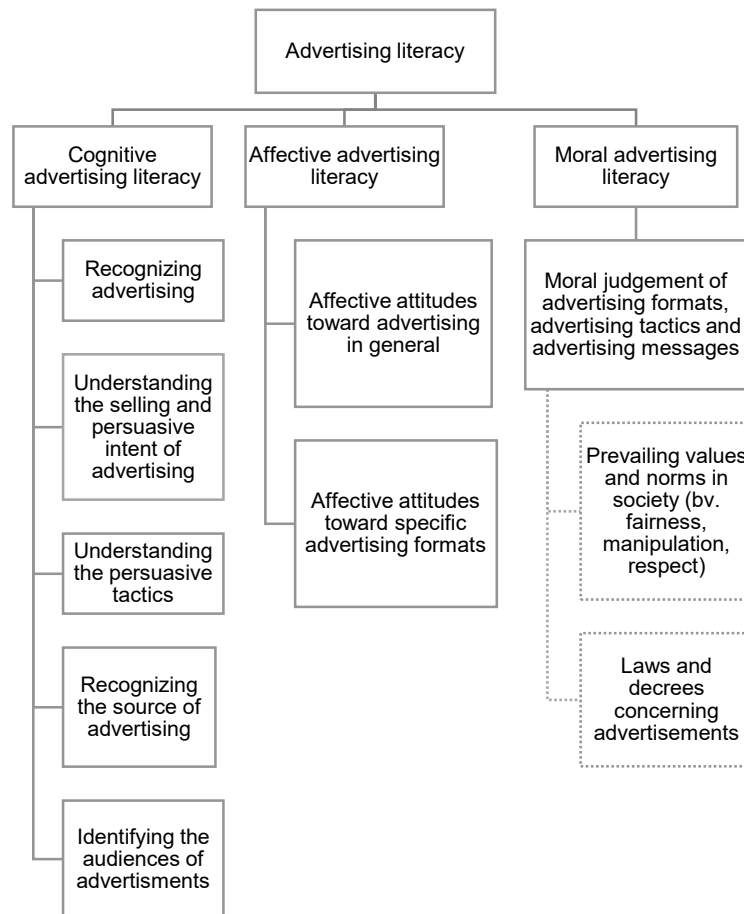 Advertising literacy
Cognitive
advertising literacy
Recognizing
advertising
Understanding
the selling and
persuasive
intent of
advertising
Understanding
the persuasive
tactics
Recognizing
the source of
advertising
Identifying the
audiences of
advertisments
Affective advertising
literacy
Affective attitudes
toward advertising
in general
Affective attitudes
toward specific
advertising formats
Moral advertising
literacy
Moral judgement of
advertising formats,
advertising tactics and
advertising messages
Prevailing values
and norms in
society (bv.
fairness,
manipulation,
respect)
Laws and
decrees
concerning
advertisements